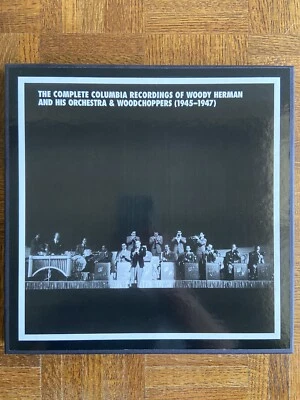 THE COMPLETE COLUMBIA RECORDINGS OF WOODY HERMAN
AND HIS ORCHESTRA & WOODCHOPPERS (1945–1947)